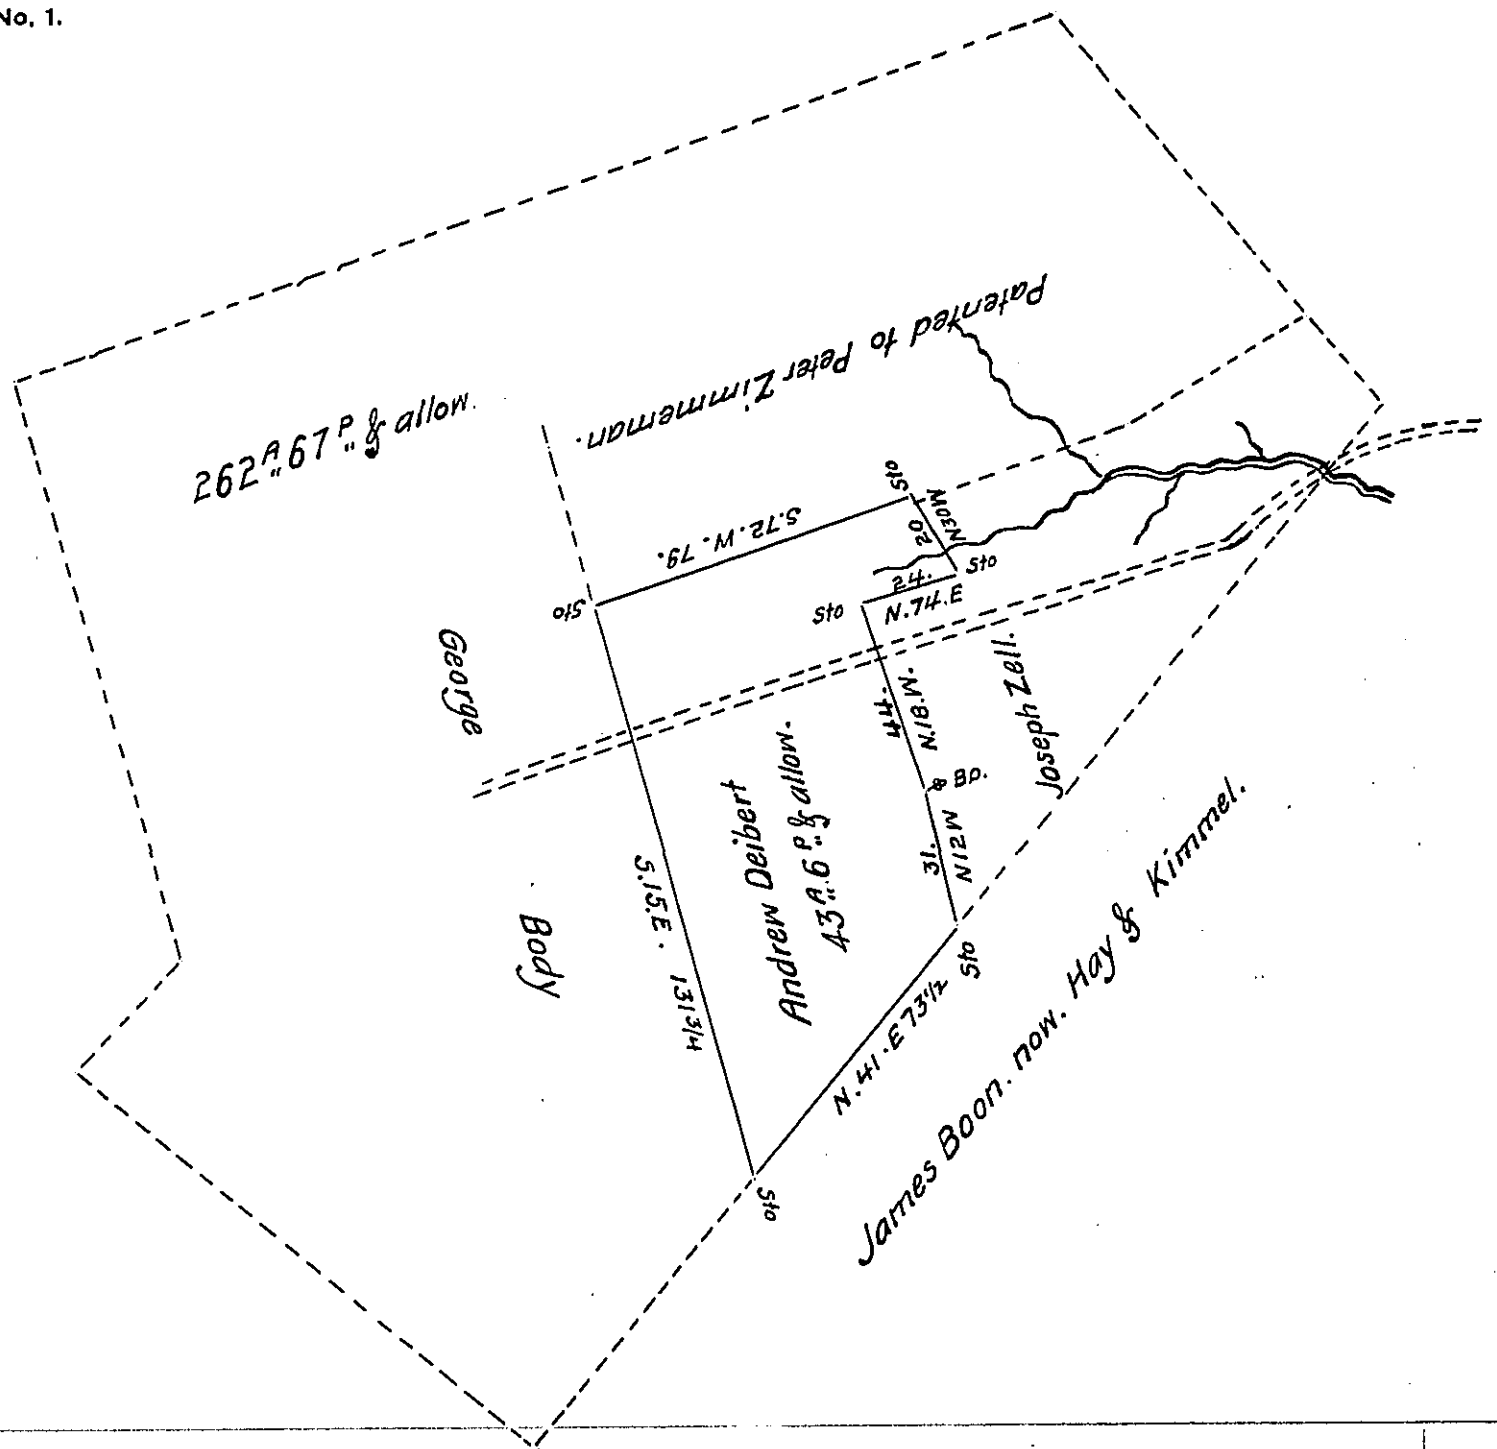 No. 1.
262 A " 67 P " & allow.
Patented to Peter Zimmerman.
Sto
S.72.W.79.
20
N30W
Sto
24.
N.74.E
Sto
Sto
George
44.
N.18.W.
Joseph Zell.
BO.
31.
N12W
Andrew Deibert
43 A " 6 P " & allow.
S.15.E. 131 3/4
Body
Sto
N.41.E 73 1/2
Sto
James Boon. now. Hay & Kimmel.